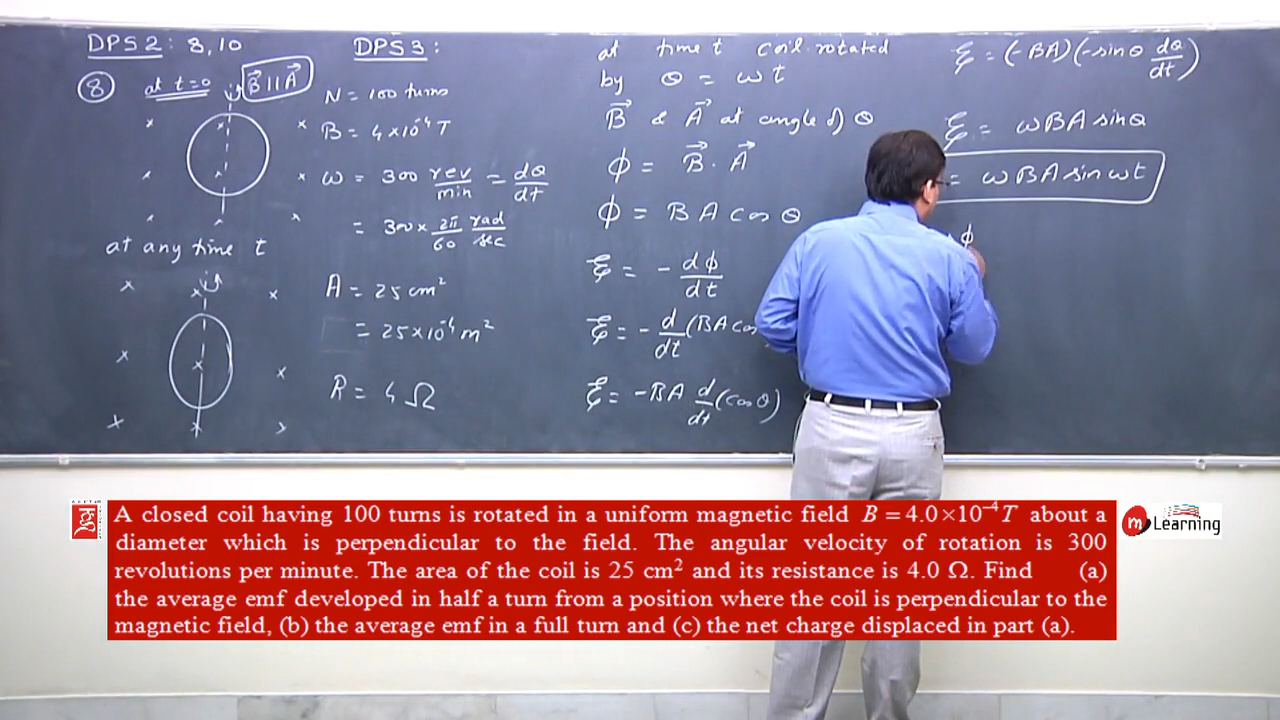 DPS 2 : 8, 10
⑧ at t=0 B⃗ || A⃗
at any time t
DPS 3 :
N = 100 turns
B = 4×10⁻⁴ T
ω = 300 rev/min = dθ/dt
= 300 × 2π/60 rad/sec
A = 25 cm²
= 25×10⁻⁴ m²
R = 4 Ω
at time t coil rotated
by θ = ωt
B⃗ & A⃗ at angle of θ
ϕ = B⃗ . A⃗
ϕ = BA cos θ
ξ = - dϕ/dt
ξ = - d/dt (BA cos
ξ = -BA d/dt (cos θ)
ξ = (-BA)(-sinθ dθ/dt)
ξ = ωBA sinθ
= ωBA sin ωt
ϕ
A closed coil having 100 turns is rotated in a uniform magnetic field B = 4.0×10⁻⁴T about a
diameter which is perpendicular to the field. The angular velocity of rotation is 300
revolutions per minute. The area of the coil is 25 cm² and its resistance is 4.0 Ω. Find (a)
the average emf developed in half a turn from a position where the coil is perpendicular to the
magnetic field, (b) the average emf in a full turn and (c) the net charge displaced in part (a).
m Learning